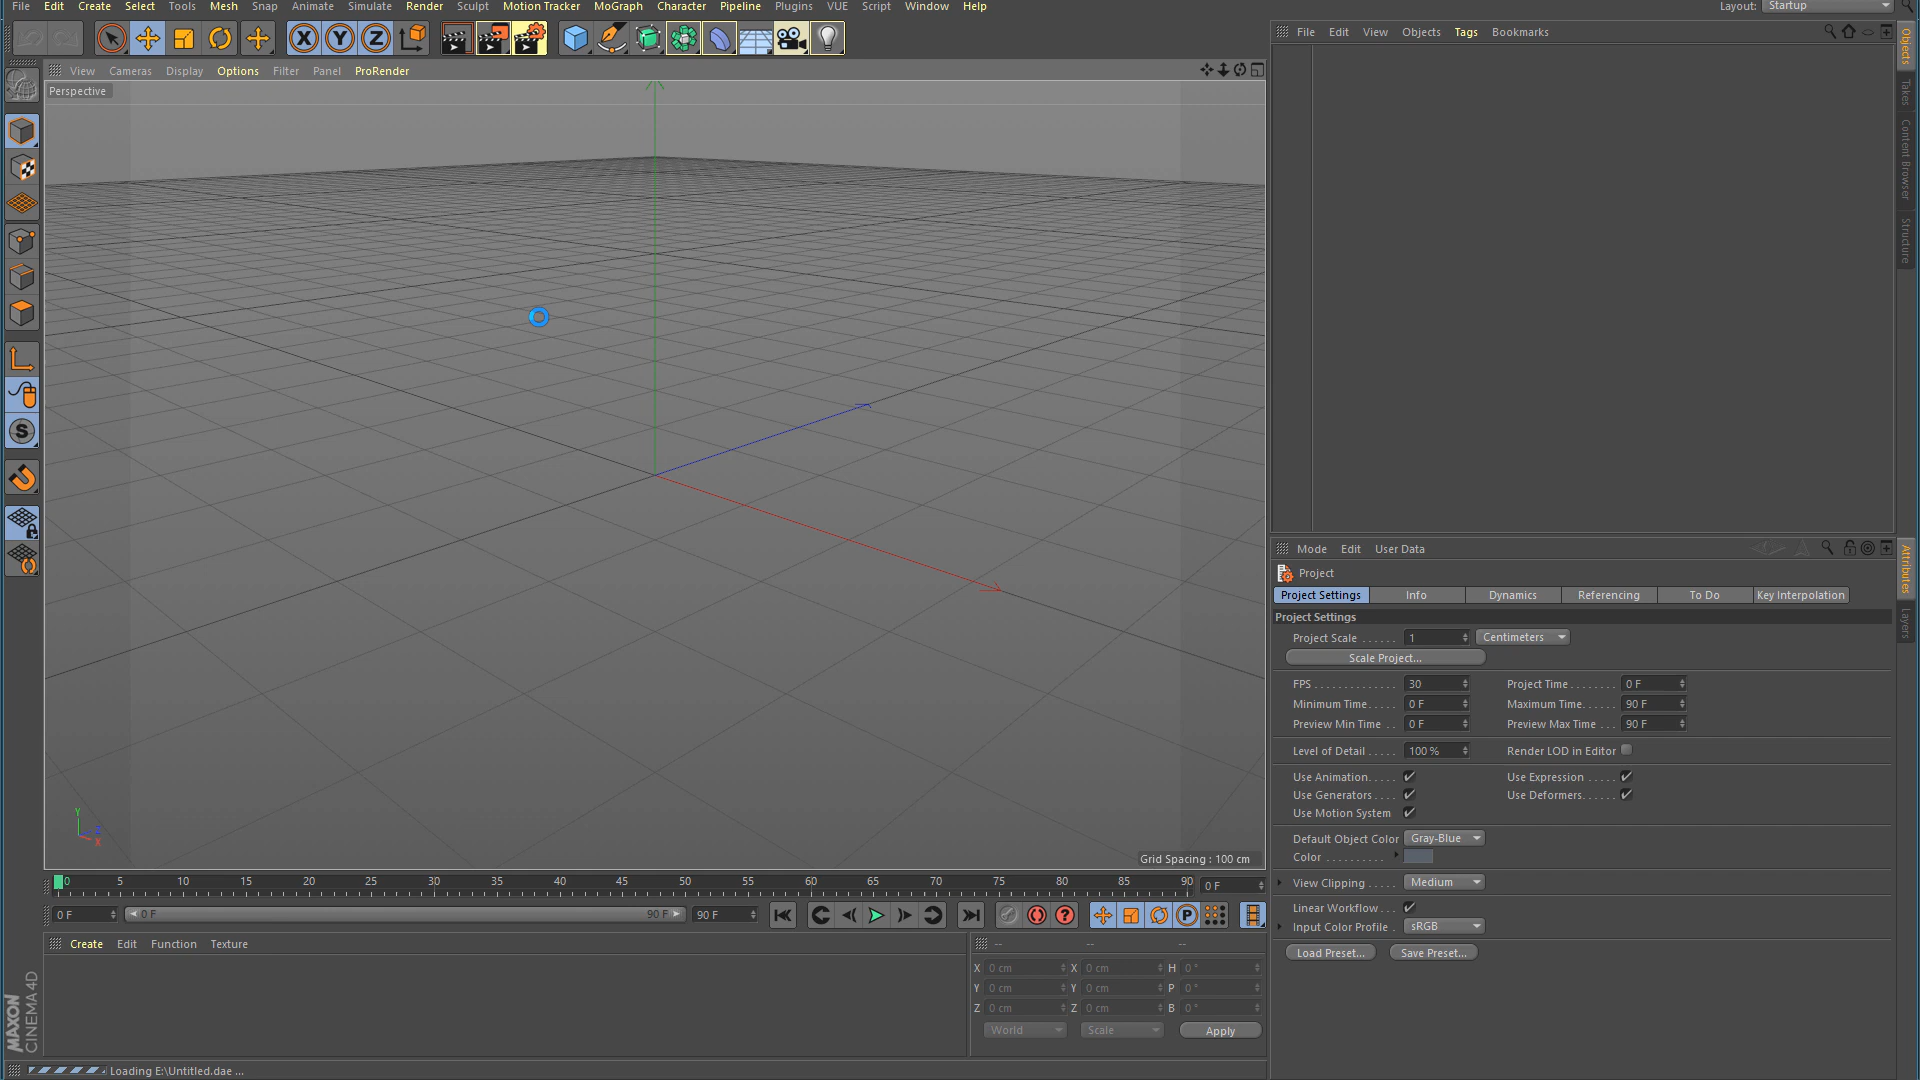 File Edit Create Select Tools Mesh Snap Animate Simulate Render Sculpt Motion Tracker MoGraph Character Pipeline Plugins VUE Script Window Help Layout: Startup
File Edit View Objects Tags Bookmarks
View Cameras Display Options Filter Panel ProRender
Perspective
Objects
Takes
Content Browser
Structure
X Y Z
S
Y Z X
Grid Spacing : 100 cm
Mode Edit User Data
Project
Project Settings Info Dynamics Referencing To Do Key Interpolation
Project Settings
Project Scale ...... 1 Centimeters
Scale Project...
FPS .............. 30 Project Time ........ 0 F
Minimum Time..... 0 F Maximum Time...... 90 F
Preview Min Time .. 0 F Preview Max Time ... 90 F
Level of Detail ..... 100 % Render LOD in Editor
Use Animation..... Use Expression .....
Use Generators .... Use Deformers......
Use Motion System
Default Object Color Gray-Blue
Color ..........
View Clipping ..... Medium
Linear Workflow ...
Input Color Profile . sRGB
Load Preset... Save Preset...
Attributes
Layers
0 5 10 15 20 25 30 35 40 45 50 55 60 65 70 75 80 85 90 0 F
0 F 0 F 90 F 90 F P
Create Edit Function Texture
-- -- --
X 0 cm X 0 cm H 0 °
Y 0 cm Y 0 cm P 0 °
Z 0 cm Z 0 cm B 0 °
World Scale Apply
MAXON
CINEMA 4D
Loading E:\Untitled.dae ...